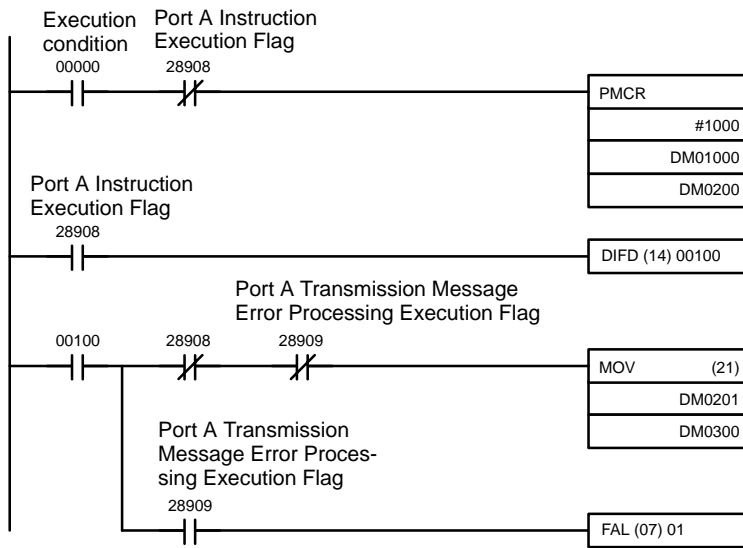 Execution
condition
Port A Instruction
Execution Flag
00000
28908
PMCR
#1000
DM01000
DM0200
Port A Instruction
Execution Flag
28908
DIFD (14) 00100
Port A Transmission Message
Error Processing Execution Flag
00100
28908
28909
MOV (21)
DM0201
DM0300
Port A Transmission
Message Error Proces-
sing Execution Flag
28909
FAL (07) 01